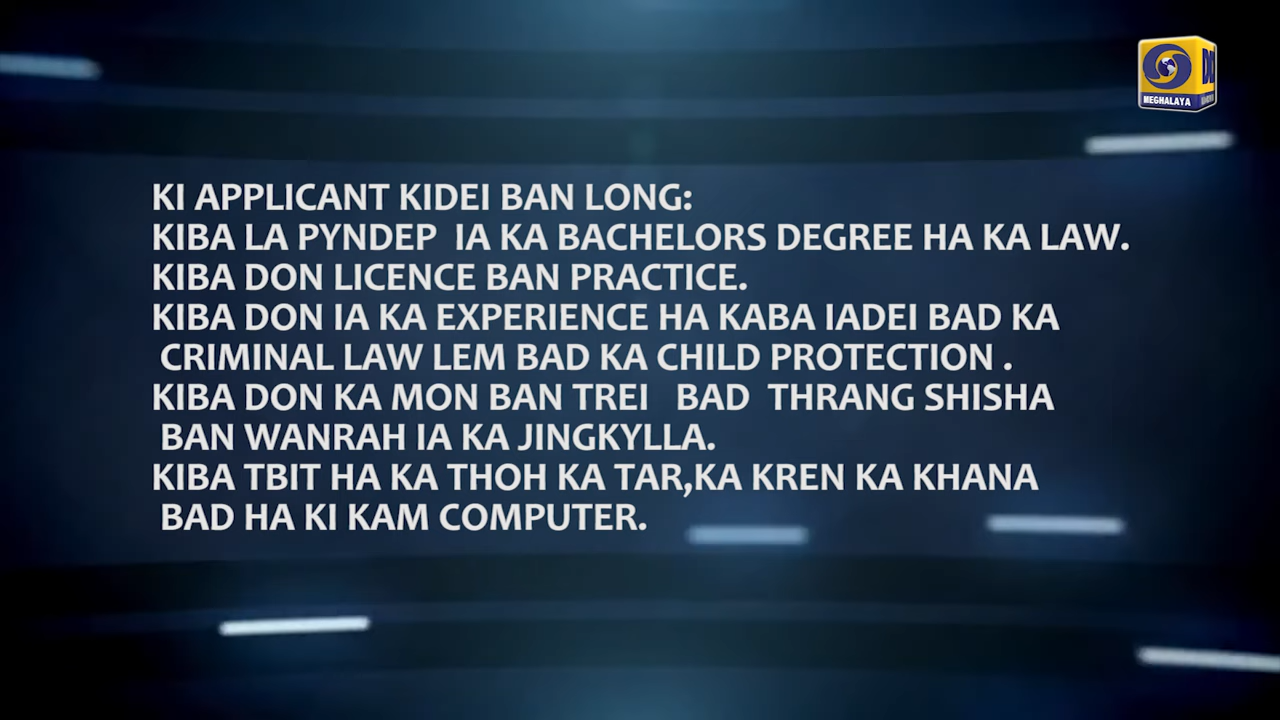 DD
MEGHALAYA
KI APPLICANT KIDEI BAN LONG:
KIBA LA PYNDEP IA KA BACHELORS DEGREE HA KA LAW.
KIBA DON LICENCE BAN PRACTICE.
KIBA DON IA KA EXPERIENCE HA KABA IADEI BAD KA
CRIMINAL LAW LEM BAD KA CHILD PROTECTION .
KIBA DON KA MON BAN TREI BAD THRANG SHISHA
BAN WANRAH IA KA JINGKYLLA.
KIBA TBIT HA KA THOH KA TAR,KA KREN KA KHANA
BAD HA KI KAM COMPUTER.